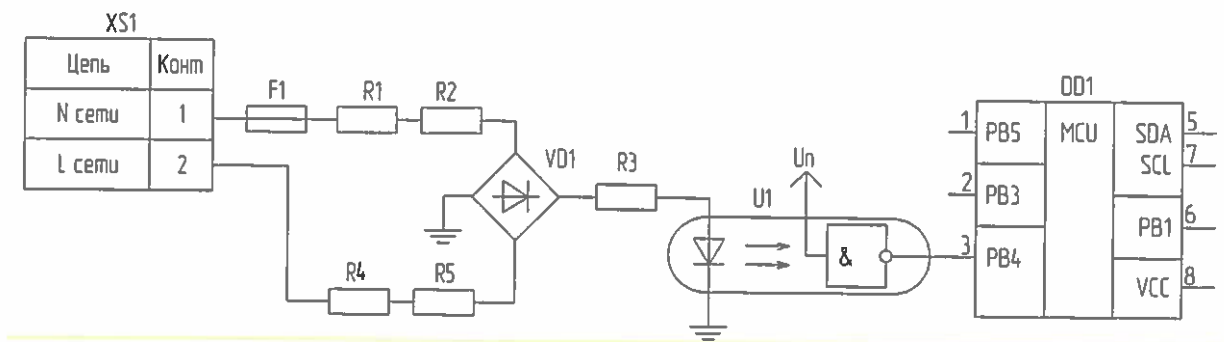 XS1
Цепь Конт
N сети 1
L сети 2
F1 R1 R2
VD1
R3
R4 R5
Uп
U1
&
DD1
MCU
1 PB5
2 PB3
3 PB4
SDA 5
SCL 7
PB1 6
VCC 8